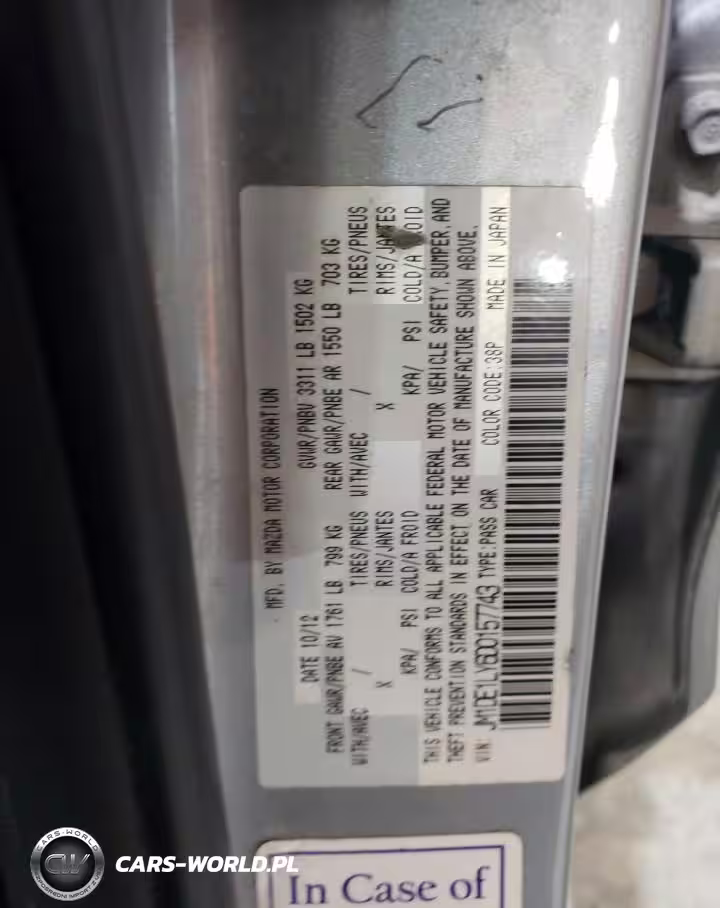 MFD. BY MAZDA MOTOR CORPORATION
DATE 10/12 GVWR/PNBV 3311 LB 1502 KG
FRONT GAWR/PNBE AV 1761 LB 799 KG REAR GAWR/PNBE AR 1550 LB 703 KG
WITH/AVEC / TIRES/PNEUS WITH/AVEC / TIRES/PNEUS
X RIMS/JANTES X RIMS/JANTES
KPA/ PSI COLD/A FROID KPA/ PSI COLD/A FROID
THIS VEHICLE CONFORMS TO ALL APPLICABLE FEDERAL MOTOR VEHICLE SAFETY, BUMPER, AND
THEFT PREVENTION STANDARDS IN EFFECT ON THE DATE OF MANUFACTURE SHOWN ABOVE.
VIN: JM1DE1LY6D0157743 TYPE:PASS CAR COLOR CODE:38P MADE IN JAPAN
In Case of
CARS-WORLD
CW
CARS-WORLD.PL